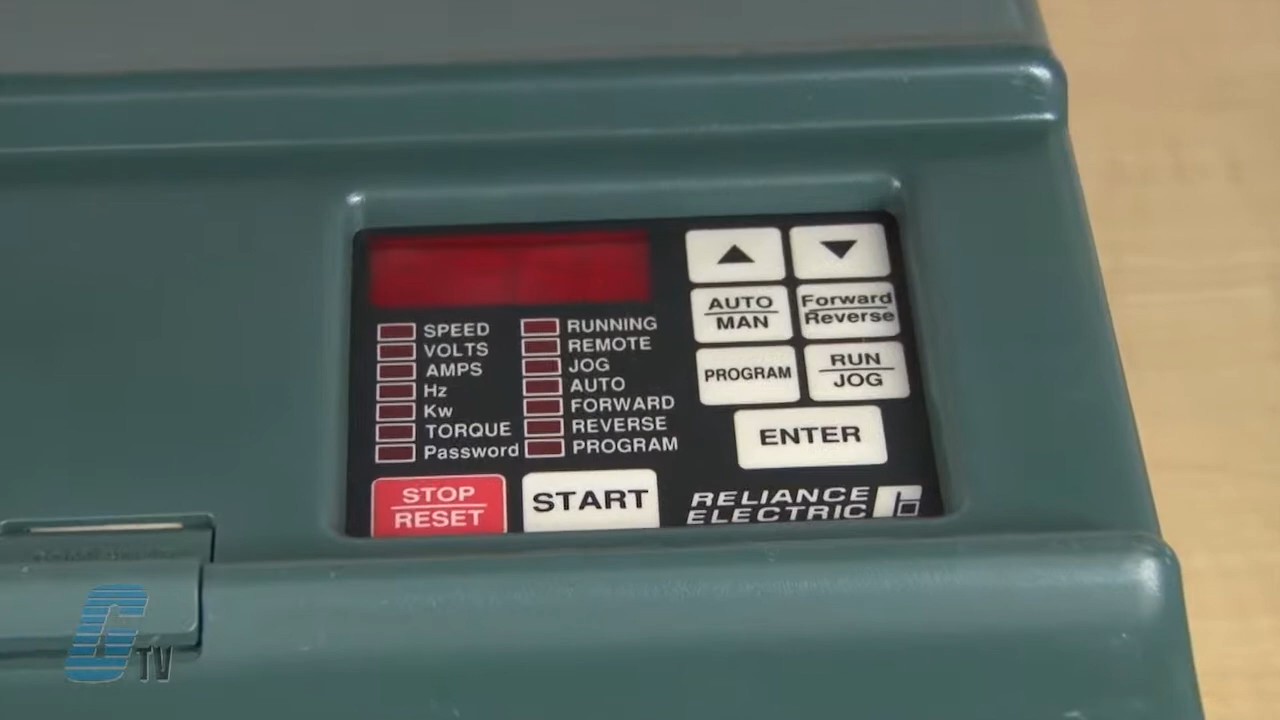 ▲ ▼
AUTO
MAN
Forward
Reverse
SPEED
VOLTS
AMPS
Hz
Kw
TORQUE
Password
RUNNING
REMOTE
JOG
AUTO
FORWARD
REVERSE
PROGRAM
PROGRAM
RUN
JOG
ENTER
STOP
RESET
START
RELIANCE
ELECTRIC
G TV